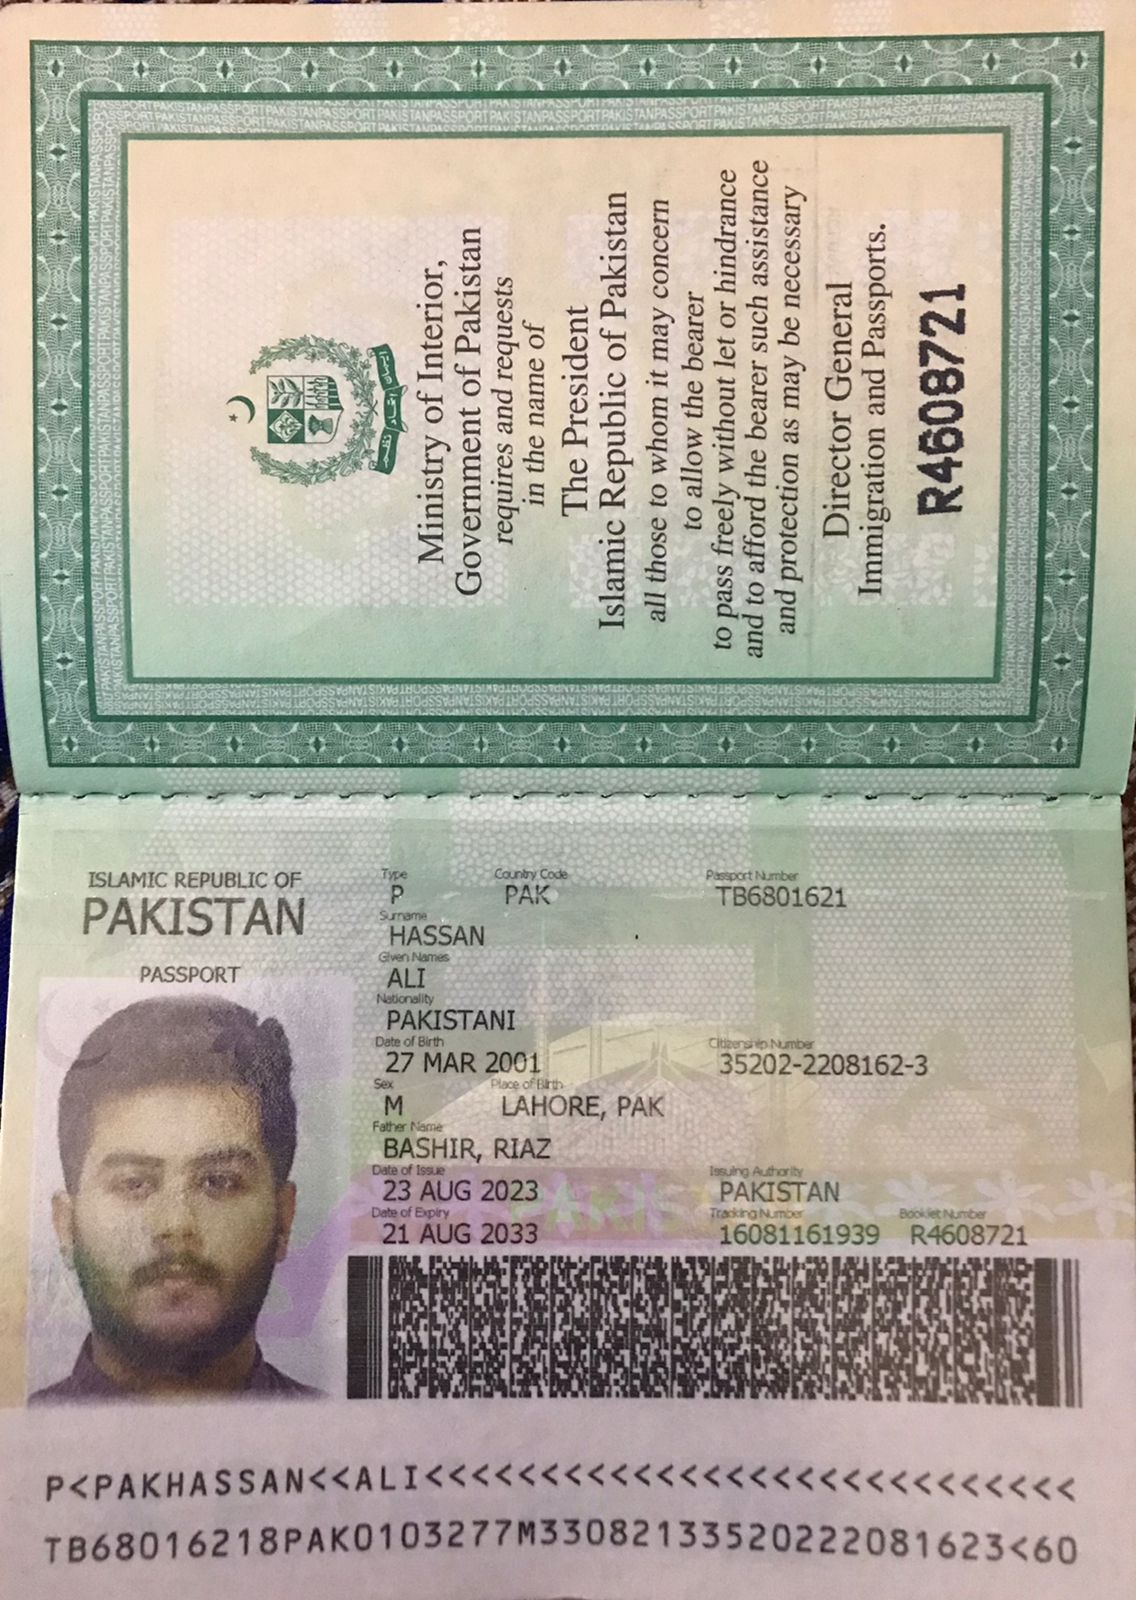 ایمان اتحاد نظم
Ministry of Interior,
Government of Pakistan
requires and requests
in the name of
The President
Islamic Republic of Pakistan
all those to whom it may concern
to allow the bearer
to pass freely without let or hindrance
and to afford the bearer such assistance
and protection as may be necessary
Director General
Immigration and Passports.
R4608721
ISLAMIC REPUBLIC OF
PAKISTAN
PASSPORT
Type Country Code Passport Number
P PAK TB6801621
Surname
HASSAN
Given Names
ALI
Nationality
PAKISTANI
Date of Birth Citizenship Number
27 MAR 2001 35202-2208162-3
Sex Place of Birth
M LAHORE, PAK
Father Name
BASHIR, RIAZ
Date of Issue Issuing Authority
23 AUG 2023 PAKISTAN
Date of Expiry Tracking Number Booklet Number
21 AUG 2033 16081161939 R4608721
P<PAKHASSAN<<ALI<<<<<<<<<<<<<<<<<<<<<<<<<<<<
TB68016218PAK0103277M3308213352022081623<60